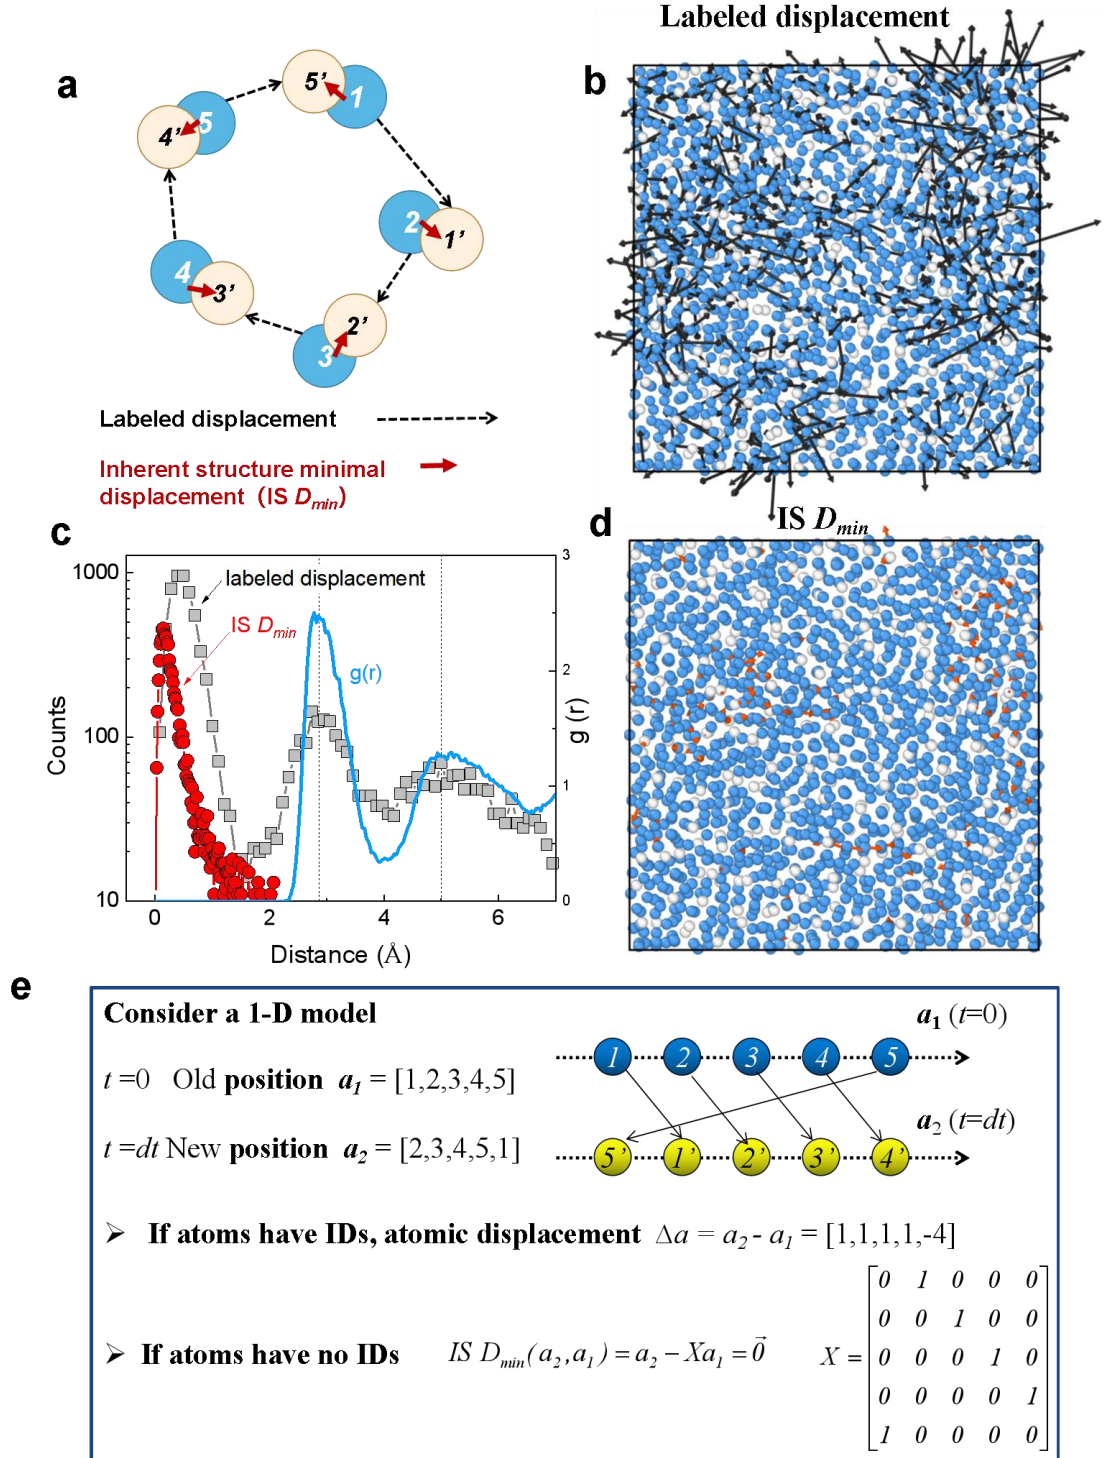 Labeled displacement
a
b
5’
1
4’
5
2
1’
4
3’
2’
3
Labeled displacement
Inherent structure minimal
displacement (IS Dmin)
IS Dmin
c
d
labeled displacement
IS Dmin
g(r)
1000
100
10
Counts
3
2
1
0
g (r)
0 2 4 6
Distance (Å)
e
Consider a 1-D model
a1 (t=0)
1 2 3 4 5
t =0 Old position a1 = [1,2,3,4,5]
a2 (t=dt)
t=dt New position a2 = [2,3,4,5,1]
5’ 1’ 2’ 3’ 4’
➢ If atoms have IDs, atomic displacement Δa = a2 - a1 = [1,1,1,1,-4]
➢ If atoms have no IDs IS Dmin(a2,a1) = a2 − Xa1 = 0⃗ X =
0 1 0 0 0
0 0 1 0 0
0 0 0 1 0
0 0 0 0 1
1 0 0 0 0